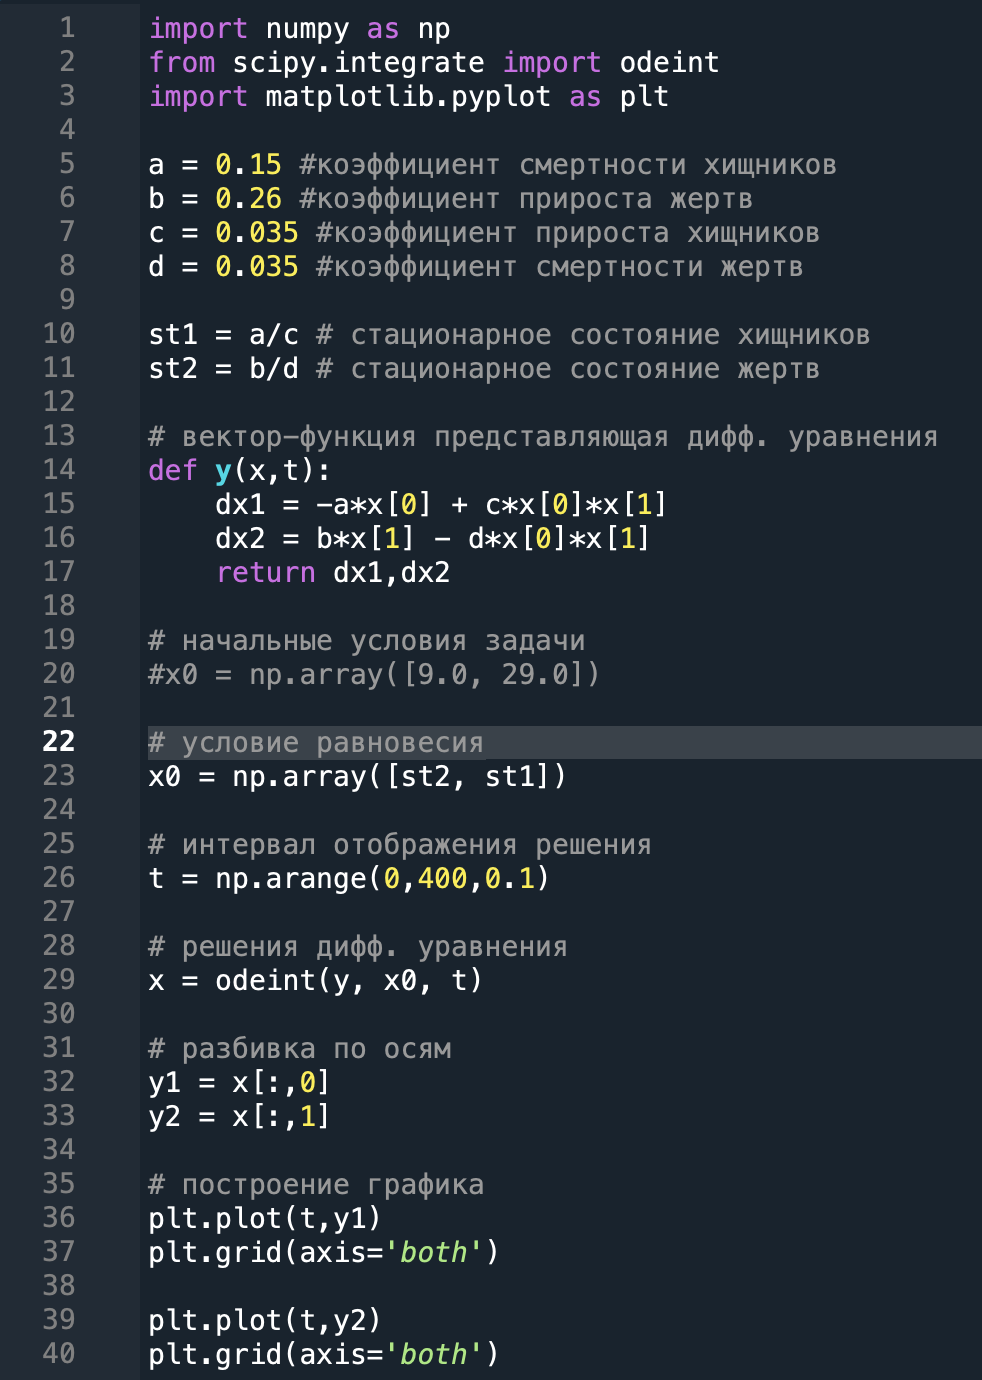 1 import numpy as np
2 from scipy.integrate import odeint
3 import matplotlib.pyplot as plt
4
5 a = 0.15 #коэффициент смертности хищников
6 b = 0.26 #коэффициент прироста жертв
7 c = 0.035 #коэффициент прироста хищников
8 d = 0.035 #коэффициент смертности жертв
9
10 st1 = a/c # стационарное состояние хищников
11 st2 = b/d # стационарное состояние жертв
12
13 # вектор-функция представляющая дифф. уравнения
14 def y(x,t):
15     dx1 = -a*x[0] + c*x[0]*x[1]
16     dx2 = b*x[1] - d*x[0]*x[1]
17     return dx1,dx2
18
19 # начальные условия задачи
20 #x0 = np.array([9.0, 29.0])
21
22 # условие равновесия
23 x0 = np.array([st2, st1])
24
25 # интервал отображения решения
26 t = np.arange(0,400,0.1)
27
28 # решения дифф. уравнения
29 x = odeint(y, x0, t)
30
31 # разбивка по осям
32 y1 = x[:,0]
33 y2 = x[:,1]
34
35 # построение графика
36 plt.plot(t,y1)
37 plt.grid(axis='both')
38
39 plt.plot(t,y2)
40 plt.grid(axis='both')